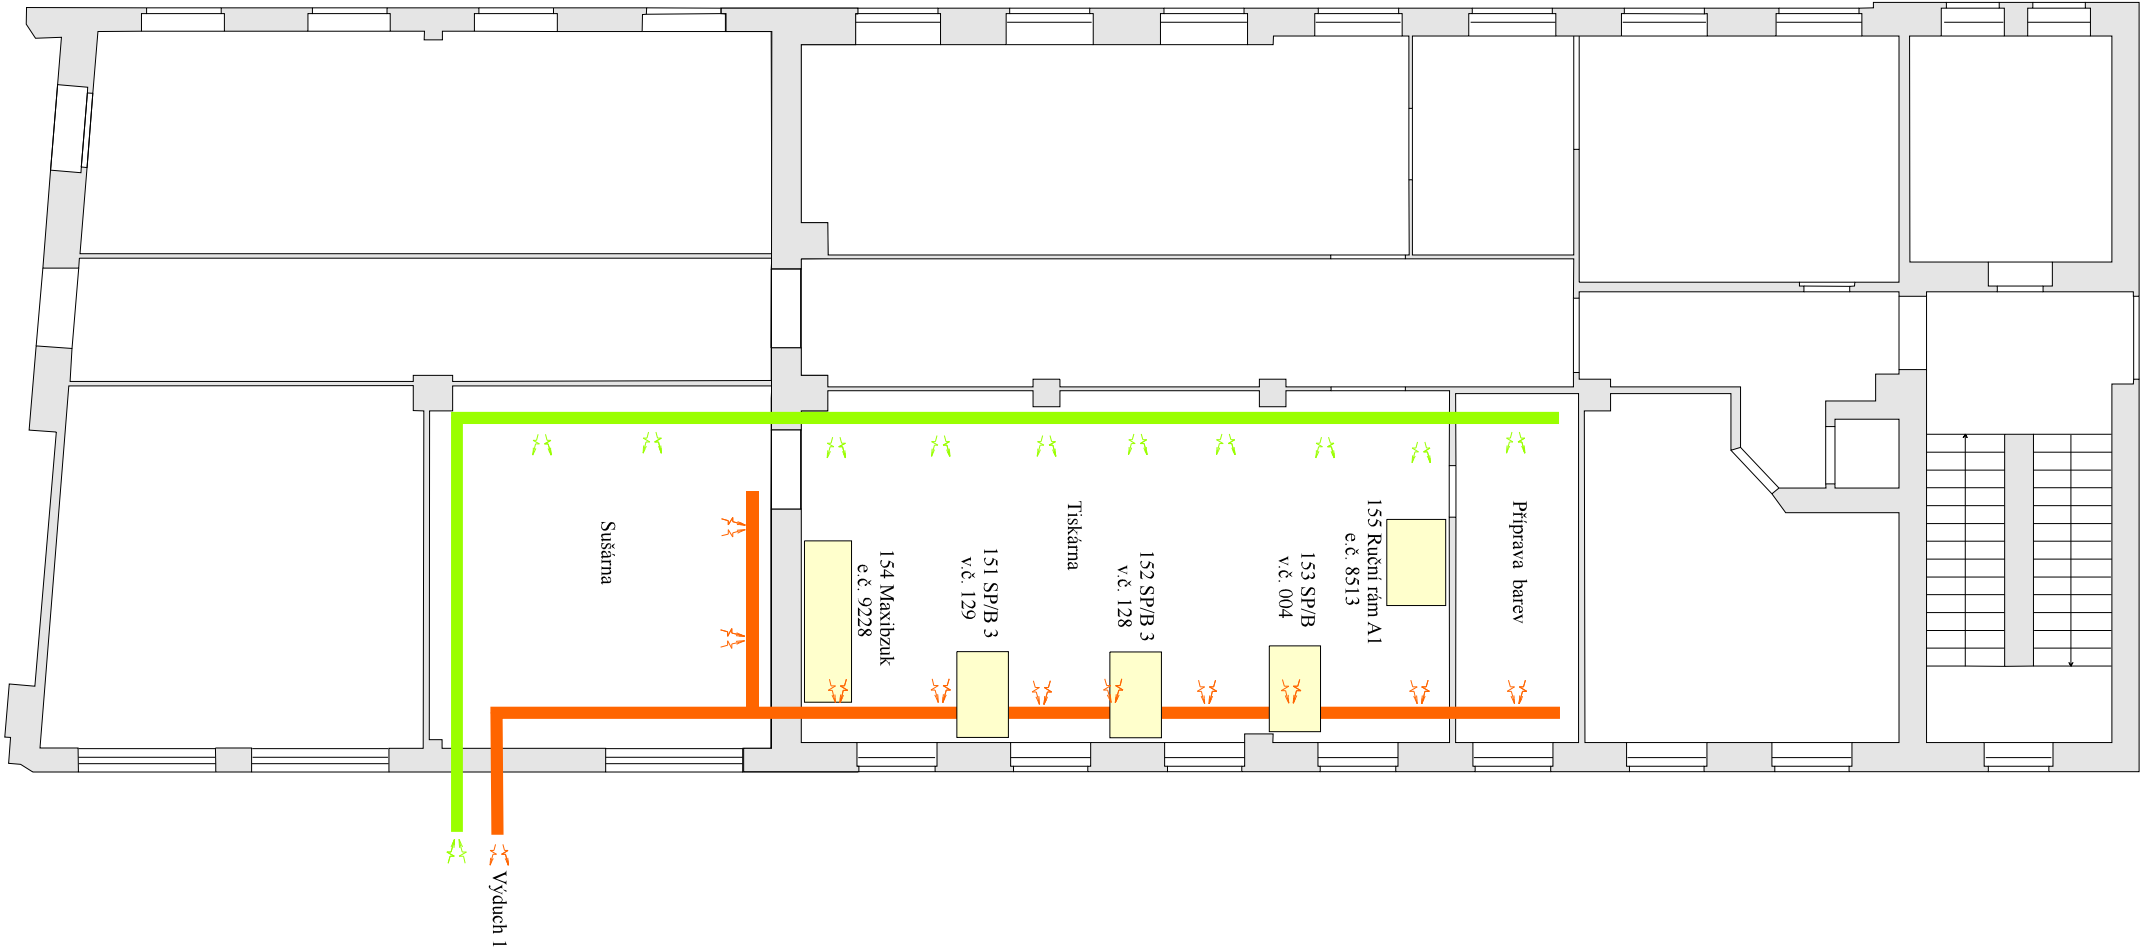 Sušárna
Tiskárna
Příprava barev
154 Maxibzuk
e.č. 9228
151 SP/B 3
v.č. 129
152 SP/B 3
v.č. 128
153 SP/B
v.č. 004
155 Ruční rám A1
e.č. 8513
Výduch 1